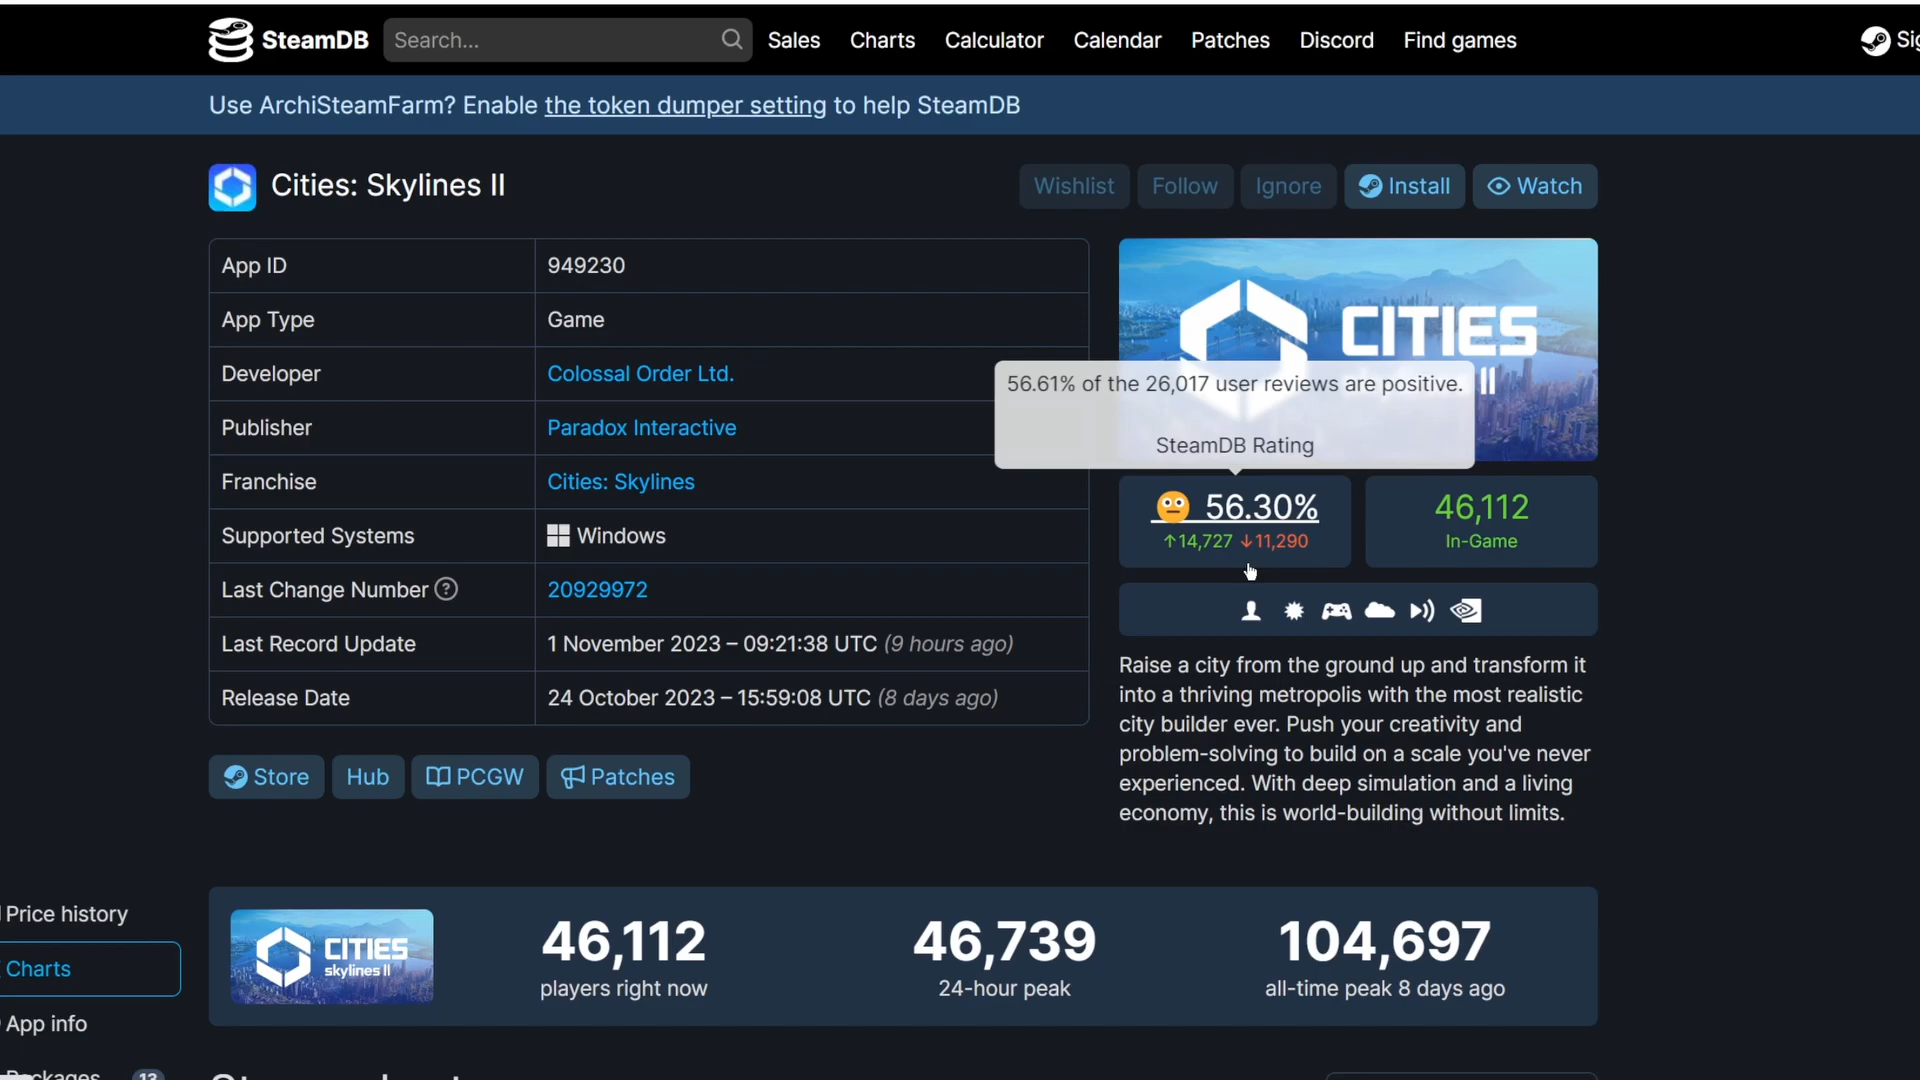 SteamDB
Search...
Sales
Charts
Calculator
Calendar
Patches
Discord
Find games
Use ArchiSteamFarm? Enable the token dumper setting to help SteamDB
Cities: Skylines II
Wishlist
Follow
Ignore
Install
Watch
App ID 949230
App Type Game
Developer Colossal Order Ltd.
Publisher Paradox Interactive
Franchise Cities: Skylines
Supported Systems Windows
Last Change Number ? 20929972
Last Record Update 1 November 2023 – 09:21:38 UTC (9 hours ago)
Release Date 24 October 2023 – 15:59:08 UTC (8 days ago)
Store
Hub
PCGW
Patches
CITIES
II
56.61% of the 26,017 user reviews are positive.
SteamDB Rating
56.30%
↑14,727 ↓11,290
46,112
In-Game
Raise a city from the ground up and transform it
into a thriving metropolis with the most realistic
city builder ever. Push your creativity and
problem-solving to build on a scale you've never
experienced. With deep simulation and a living
economy, this is world-building without limits.
Price history
Charts
App info
Packages 13
CITIES
skylines II
46,112
players right now
46,739
24-hour peak
104,697
all-time peak 8 days ago